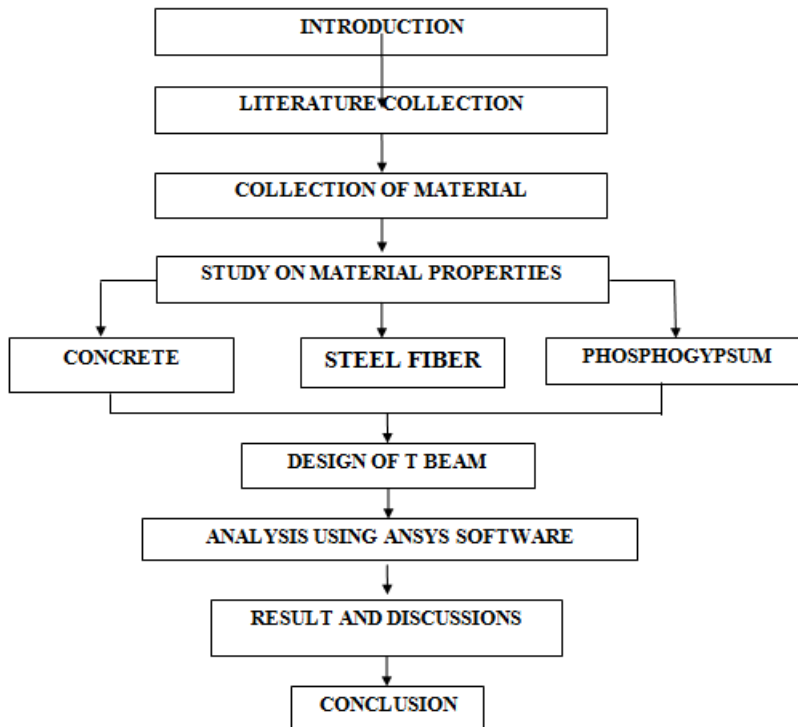 INTRODUCTION
LITERATURE COLLECTION
COLLECTION OF MATERIAL
STUDY ON MATERIAL PROPERTIES
CONCRETE
STEEL FIBER
PHOSPHOGYPSUM
DESIGN OF T BEAM
ANALYSIS USING ANSYS SOFTWARE
RESULT AND DISCUSSIONS
CONCLUSION